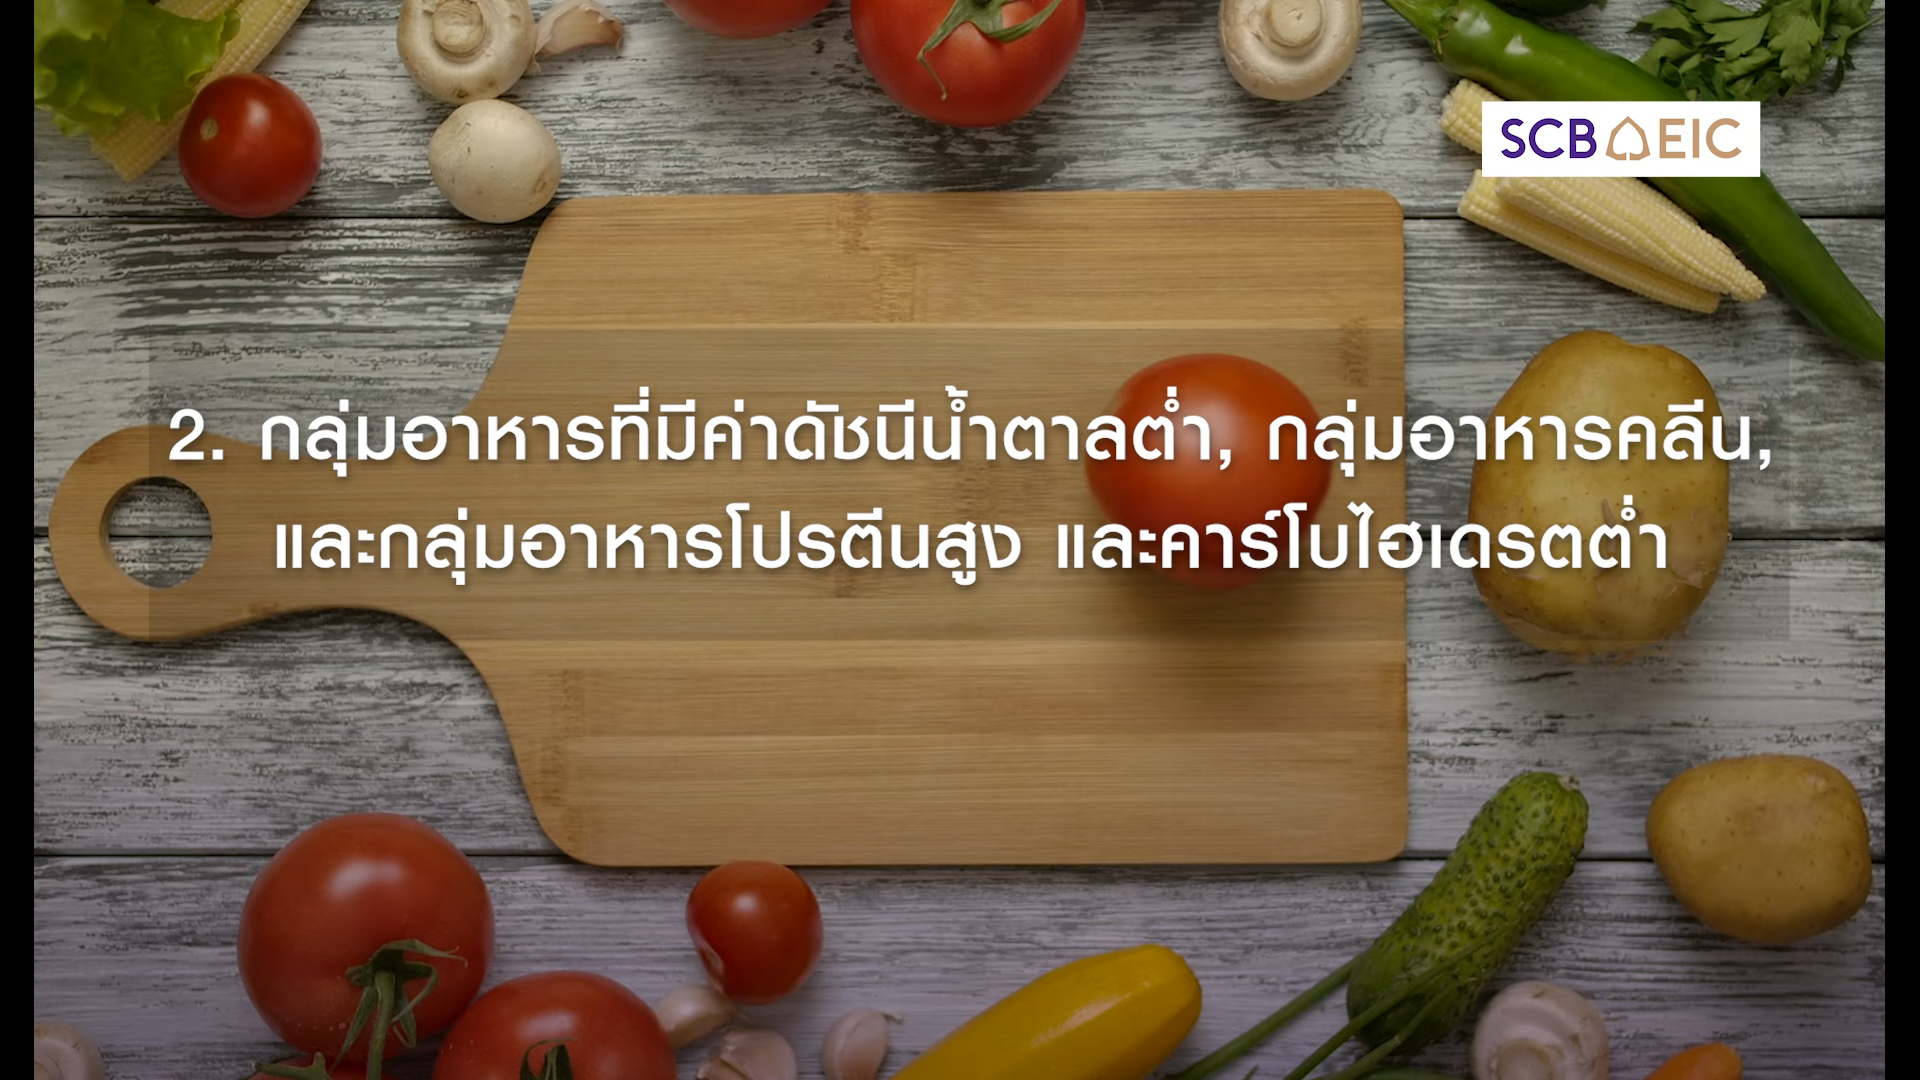 SCB EIC
2. กลุ่มอาหารที่มีค่าดัชนีน้ำตาลต่ำ, กลุ่มอาหารคลีน,
และกลุ่มอาหารโปรตีนสูง และคาร์โบไฮเดรตต่ำ